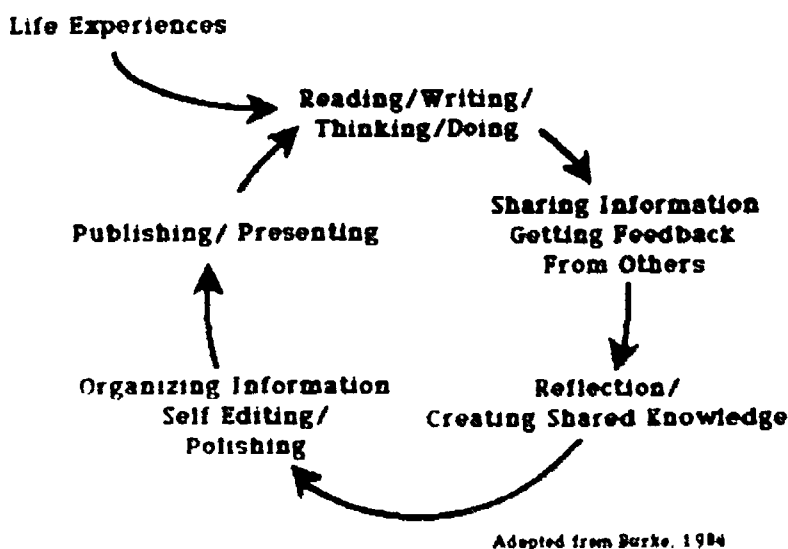 Life Experiences
Reading/Writing/
Thinking/Doing
Sharing Information
Getting Feedback
From Others
Reflection/
Creating Shared Knowledge
Organizing Information
Self Editing/
Polishing
Publishing/ Presenting
Adapted from Burke, 1984